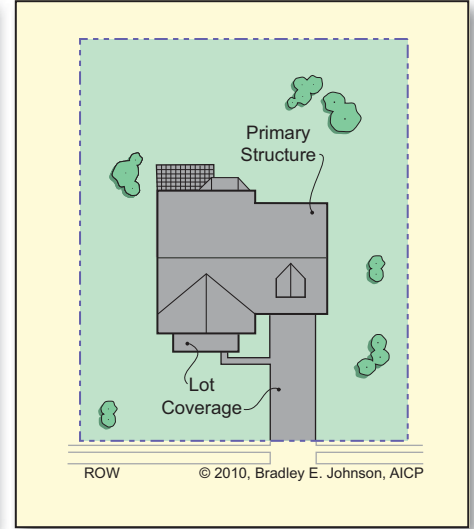 Primary
Structure
Lot
Coverage
ROW
© 2010, Bradley E. Johnson, AICP